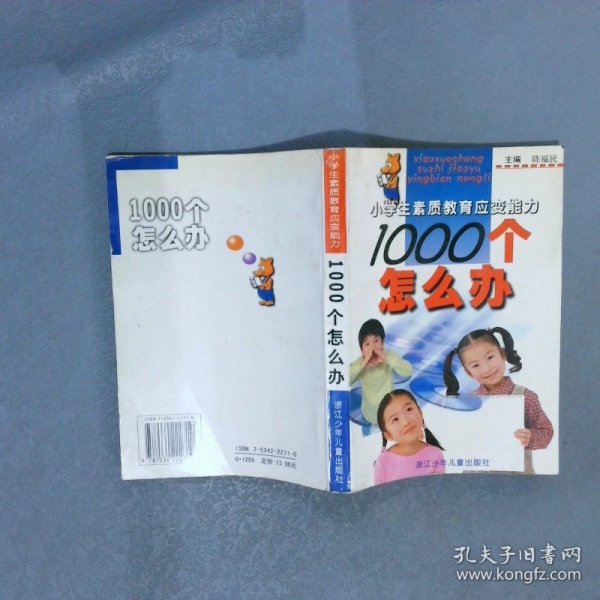 1000个
怎么办
ISBN 7-5342-2271-0
G·1255 定价:12.00元
小学生素质教育应变能力
1000个怎么办
浙江少年儿童出版社
xiaoxuesheng
suzhi jiaoyu
yingbian nengli
主编 陈福民
小学生素质教育应变能力
1000个
怎么办
浙江少年儿童出版社
孔夫子旧书网
www.kongfz.com